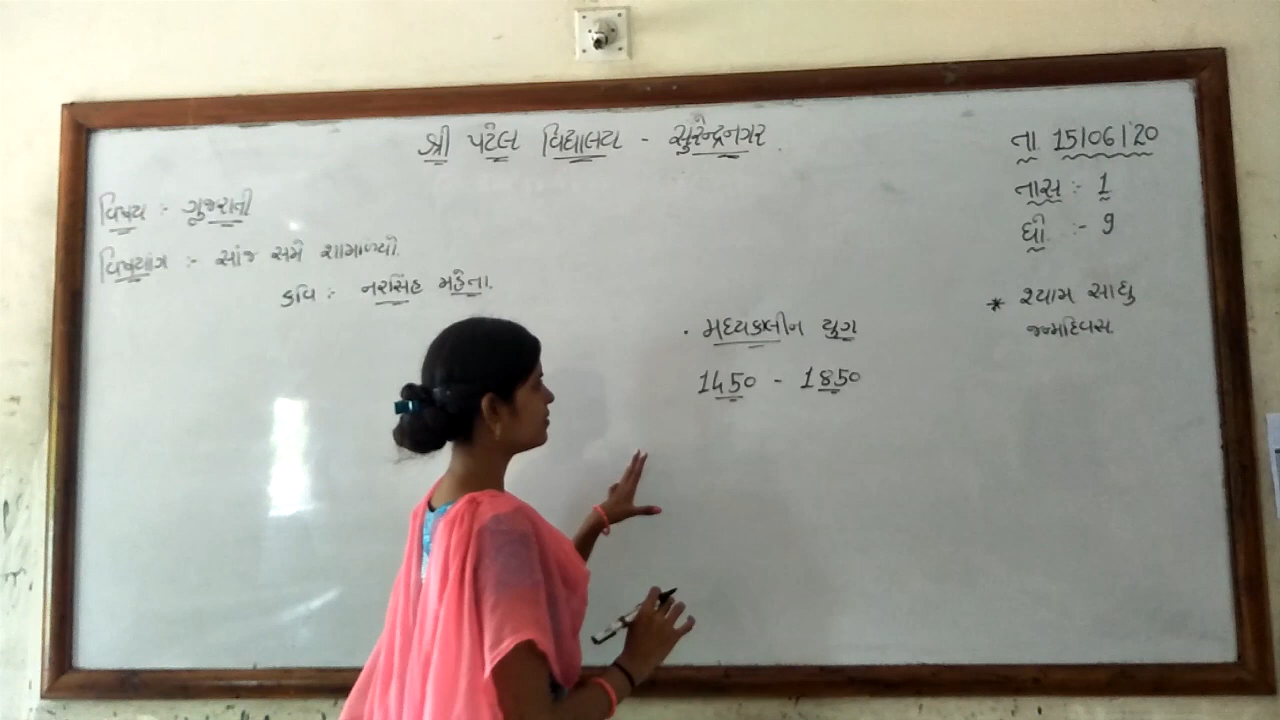 શ્રી પટેલ વિદ્યાલય - સુરેન્દ્રનગર.
તા. 15/06/'20
વિષય :- ગુજરાતી
તાસ :- 1
વિષયાંગ :- સાંજ સમે શામળિયો.
ધો. :- 9
કવિ :- નરસિંહ મહેતા.
* શ્યામ સાધુ
જન્મદિવસ.
• મધ્યકાલીન યુગ
1450 - 1850